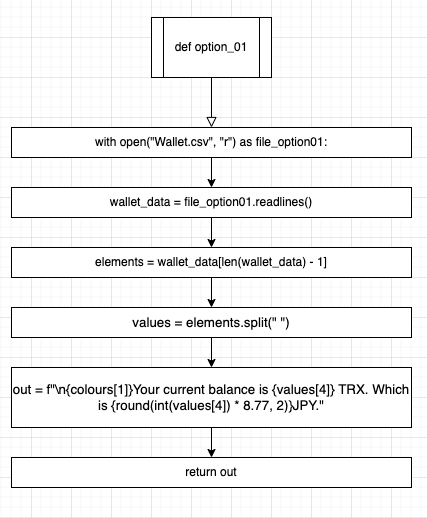 def option_01
with open("Wallet.csv", "r") as file_option01:
wallet_data = file_option01.readlines()
elements = wallet_data[len(wallet_data) - 1]
values = elements.split(" ")
out = f"\n{colours[1]}Your current balance is {values[4]} TRX. Which
is {round(int(values[4]) * 8.77, 2)}JPY."
return out